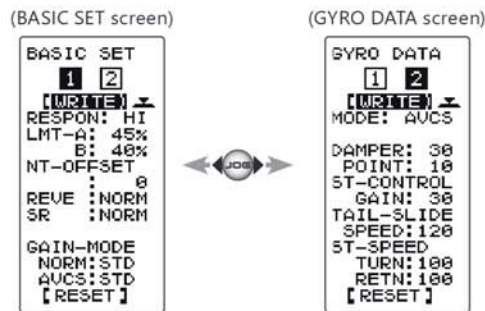 (BASIC SET screen)
BASIC SET
1 2
[WRITE]
RESPON: HI
LMT-A: 45%
B: 40%
NT-OFFSET
: 0
REVE :NORM
SR :NORM
GAIN-MODE
NORM:STD
AVCS:STD
[RESET]
JOG
(GYRO DATA screen)
GYRO DATA
1 2
[WRITE]
MODE: AVCS
DAMPER: 30
POINT: 10
ST-CONTROL
GAIN: 30
TAIL-SLIDE
SPEED:120
ST-SPEED
TURN:100
RETN:100
[RESET]